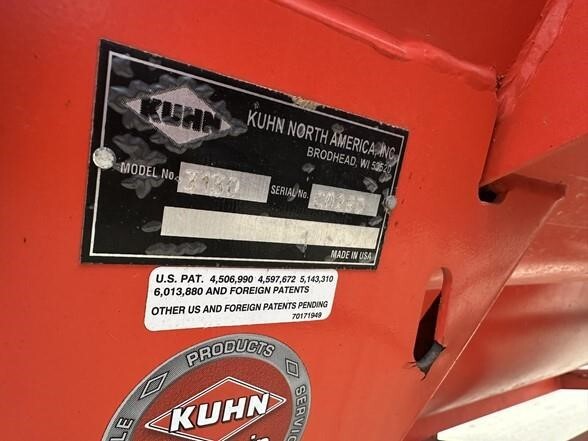 KUHN
KUHN NORTH AMERICA, INC.
BRODHEAD, WI 53520
MODEL No. 3130 SERIAL No.
MADE IN USA
U.S. PAT. 4,506,990 4,597,672 5,143,310
6,013,880 AND FOREIGN PATENTS
OTHER US AND FOREIGN PATENTS PENDING
70171949
PRODUCTS
KUHN